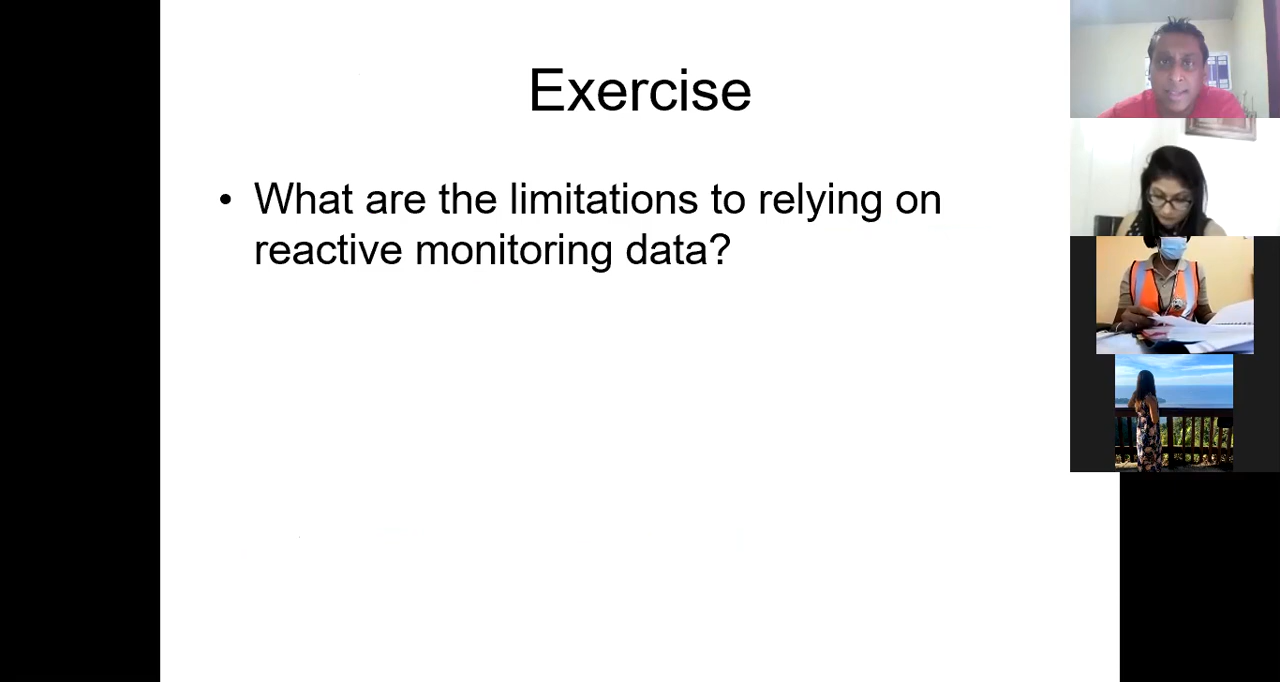 Exercise
• What are the limitations to relying on
reactive monitoring data?